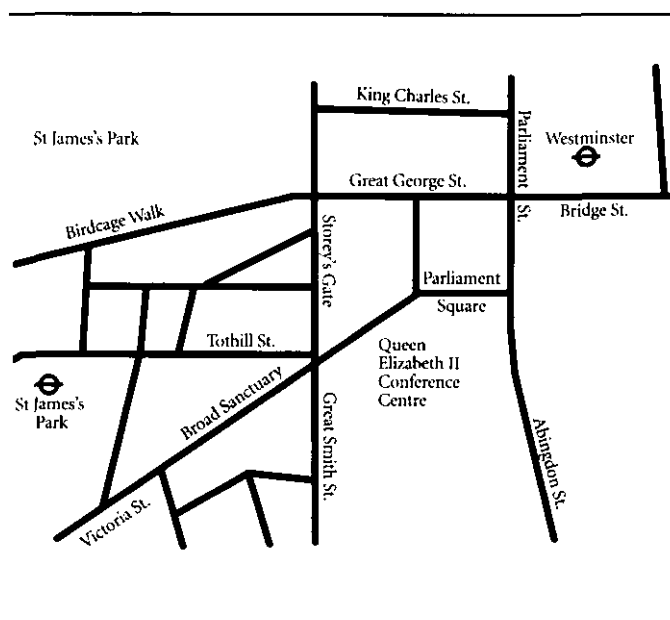 King Charles St.
St James's Park
Parliament St.
Westminster
Great George St.
Birdcage Walk
Bridge St.
Storey's Gate
Parliament
Square
Tothill St.
Queen
Elizabeth II
Conference
Centre
St James's
Park
Broad Sanctuary
Great Smith St.
Abingdon St.
Victoria St.